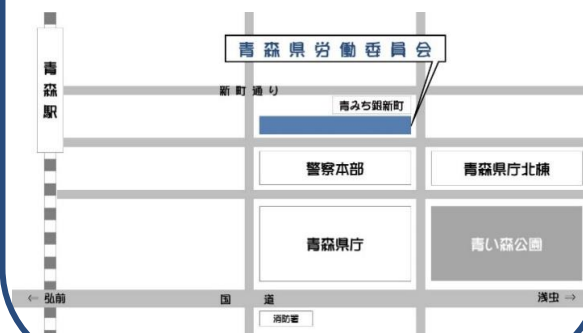 青森県労働委員会
青森駅
新町通り
青みち銀新町
警察本部
青森県庁北棟
青森県庁
青い森公園
← 弘前
国道
浅虫 →
消防署